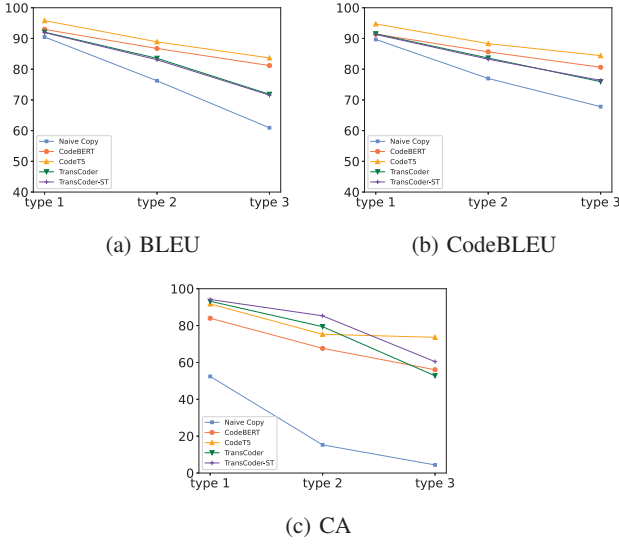 100
90
80
70
60
50
40
Naive Copy
CodeBERT
CodeT5
TransCoder
TransCoder-ST
type 1 type 2 type 3
(a) BLEU
100
90
80
70
60
50
40
Naive Copy
CodeBERT
CodeT5
TransCoder
TransCoder-ST
type 1 type 2 type 3
(b) CodeBLEU
100
80
60
40
20
0
Naive Copy
CodeBERT
CodeT5
TransCoder
TransCoder-ST
type 1 type 2 type 3
(c) CA